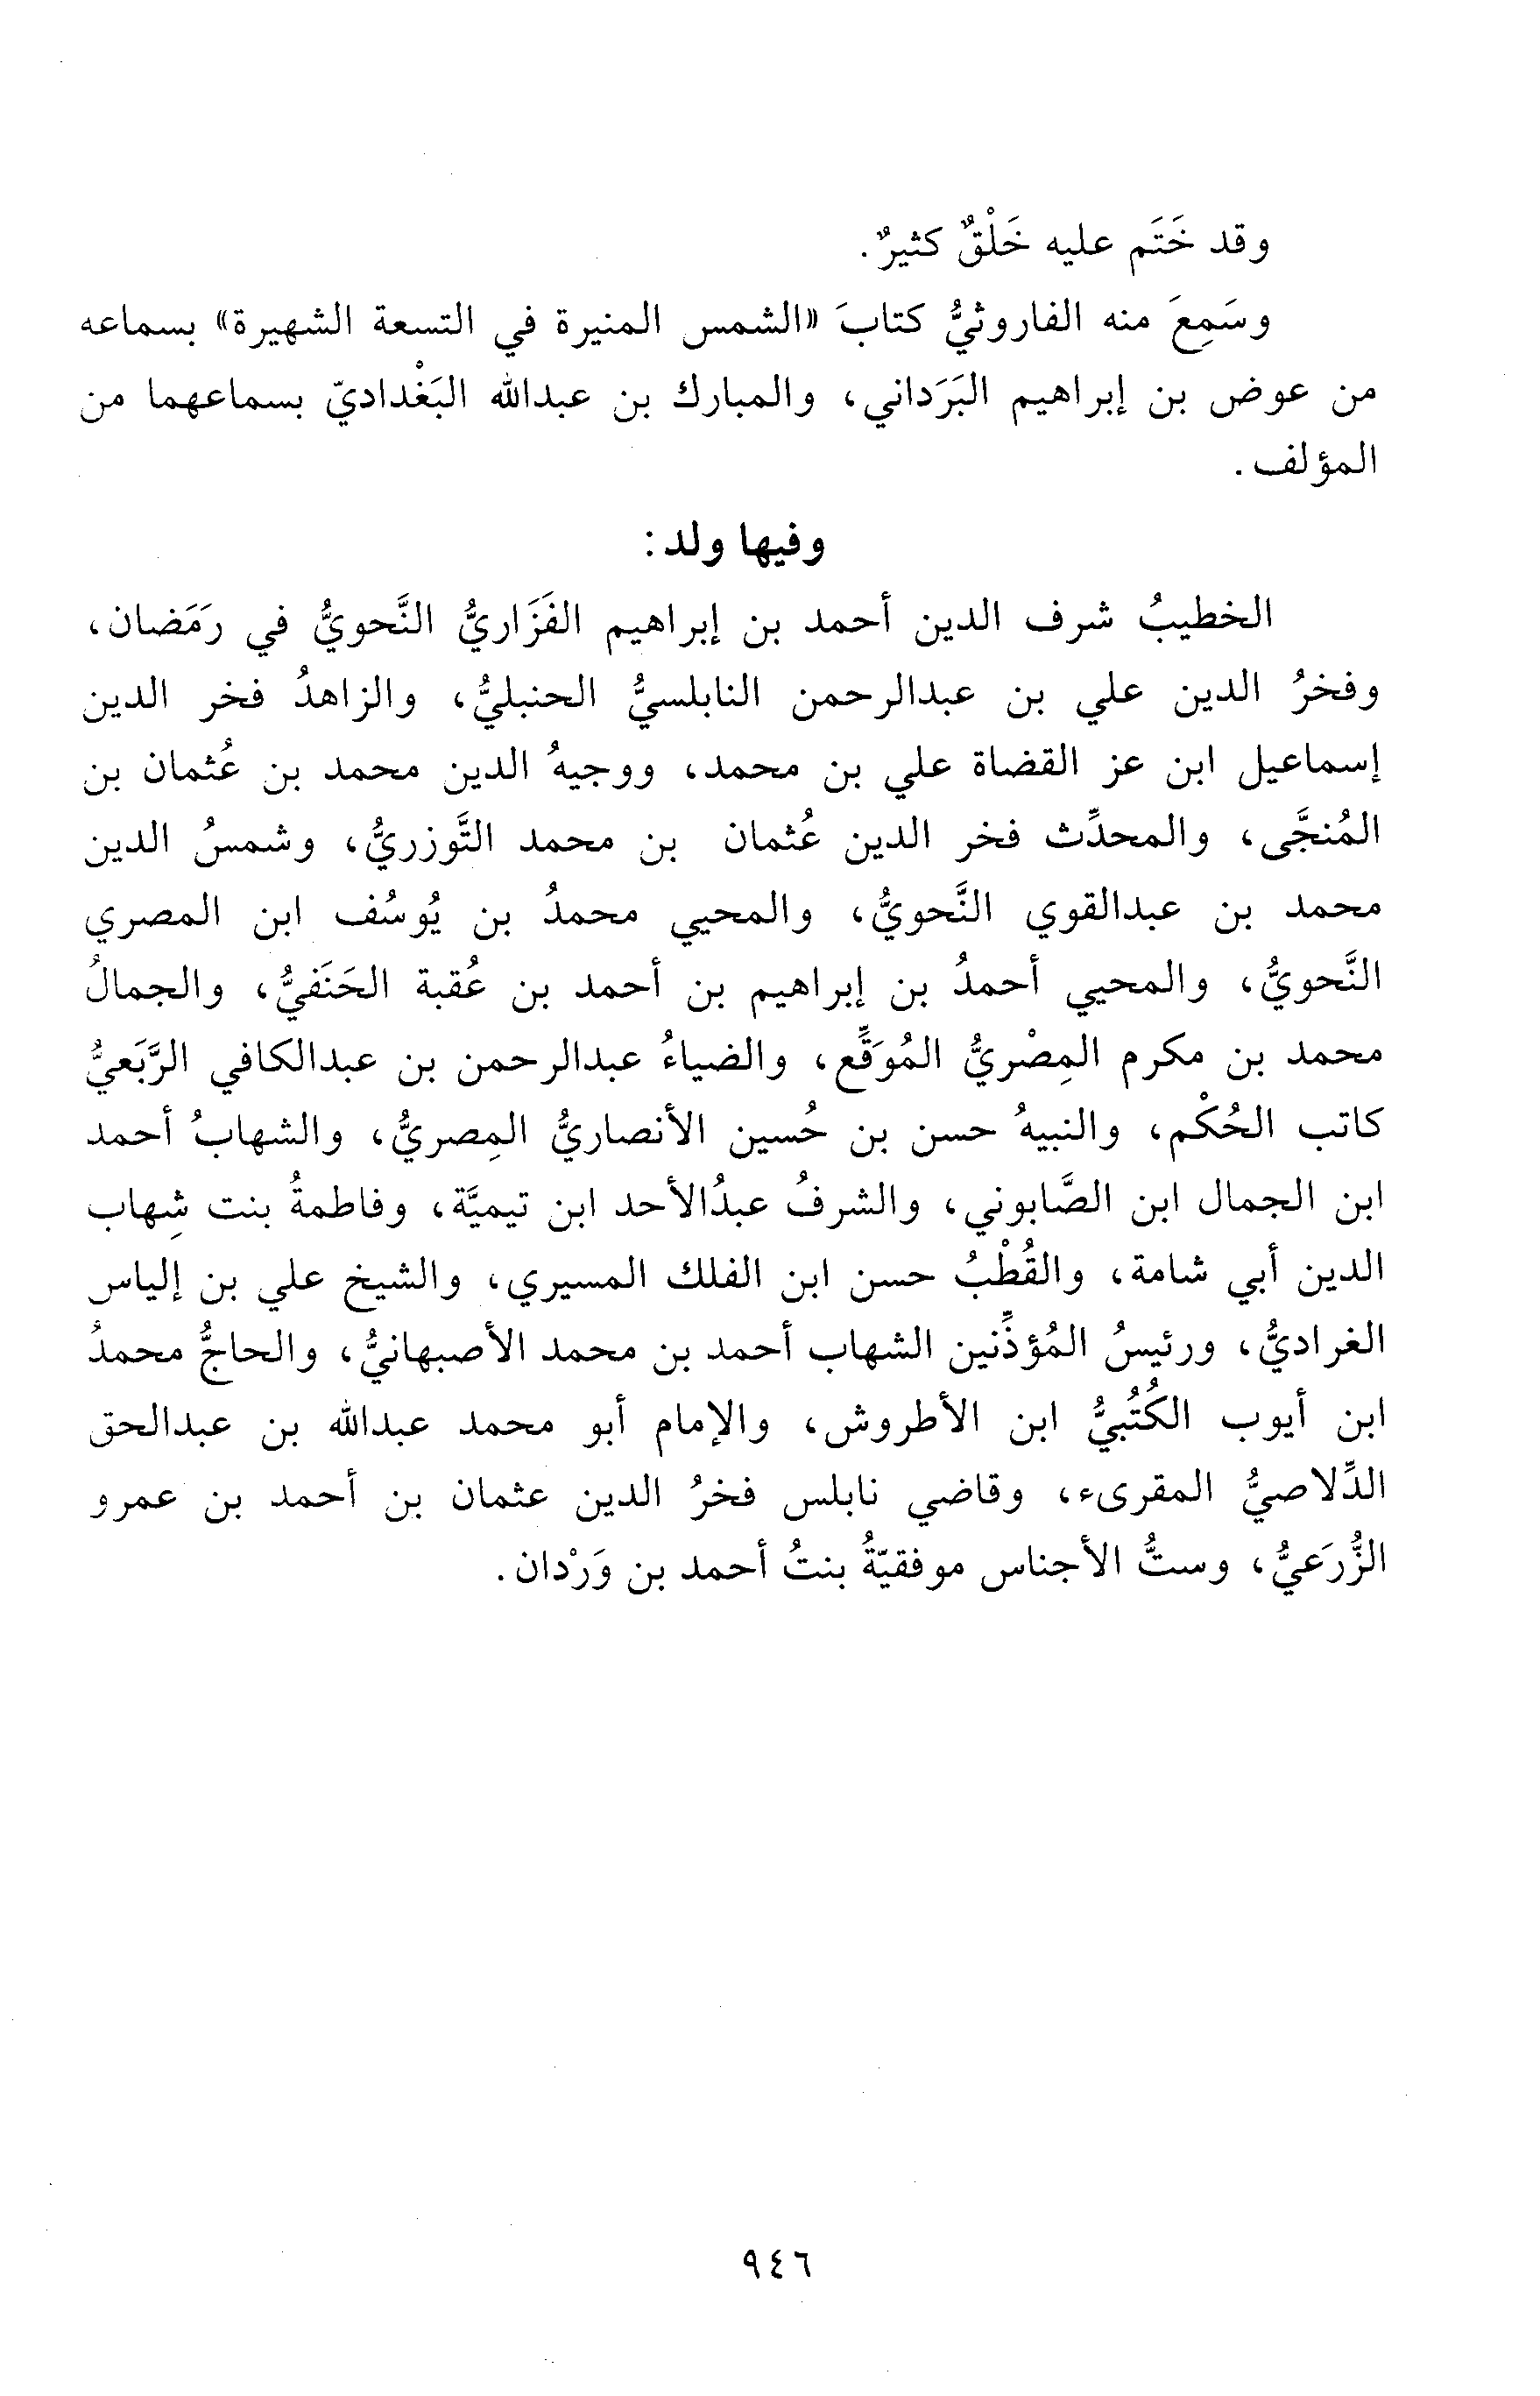 وقد خَتَم عليه خَلْقٌ كثيرٌ.
وسَمِعَ منه الفاروثيُّ كتابَ «الشمس المنيرة في التسعة الشهيرة» بسماعه
من عوض بن إبراهيم البَرَداني، والمبارك بن عبدالله البَغْداديّ بسماعهما من
المؤلف.
وفيها ولد:
الخطيبُ شرف الدين أحمد بن إبراهيم الفَزَاريُّ النَّحويُّ في رَمَضان،
وفخرُ الدين علي بن عبدالرحمن النابلسيُّ الحنبليُّ، والزاهدُ فخر الدين
إسماعيل ابن عز القضاة علي بن محمد، ووجيهُ الدين محمد بن عُثمان بن
المُنجَّى، والمحدِّث فخر الدين عُثمان بن محمد التَّوزريُّ، وشمسُ الدين
محمد بن عبدالقوي النَّحويُّ، والمحيي محمدُ بن يُوسُف ابن المصري
النَّحويُّ، والمحيي أحمدُ بن إبراهيم بن أحمد بن عُقبة الحَنَفيُّ، والجمالُ
محمد بن مكرم المِصْريُّ المُوَقِّع، والضياءُ عبدالرحمن بن عبدالكافي الرَّبَعيُّ
كاتب الحُكْم، والنبيهُ حسن بن حُسين الأنصاريُّ المِصريُّ، والشهابُ أحمد
ابن الجمال ابن الصَّابوني، والشرفُ عبدُالأحد ابن تيميَّة، وفاطمةُ بنت شِهاب
الدين أبي شامة، والقُطْبُ حسن ابن الفلك المسيري، والشيخ علي بن إلياس
الغراديُّ، ورئيسُ المُؤذِّنين الشهاب أحمد بن محمد الأصبهانيُّ، والحاجُّ محمدُ
ابن أيوب الكُتُبيُّ ابن الأطروش، والإمام أبو محمد عبدالله بن عبدالحق
الدِّلاصيُّ المقرىء، وقاضي نابلس فخرُ الدين عثمان بن أحمد بن عمرو
الزُّرَعيُّ، وستُّ الأجناس موفقيّةُ بنتُ أحمد بن وَرْدان.
٩٤٦